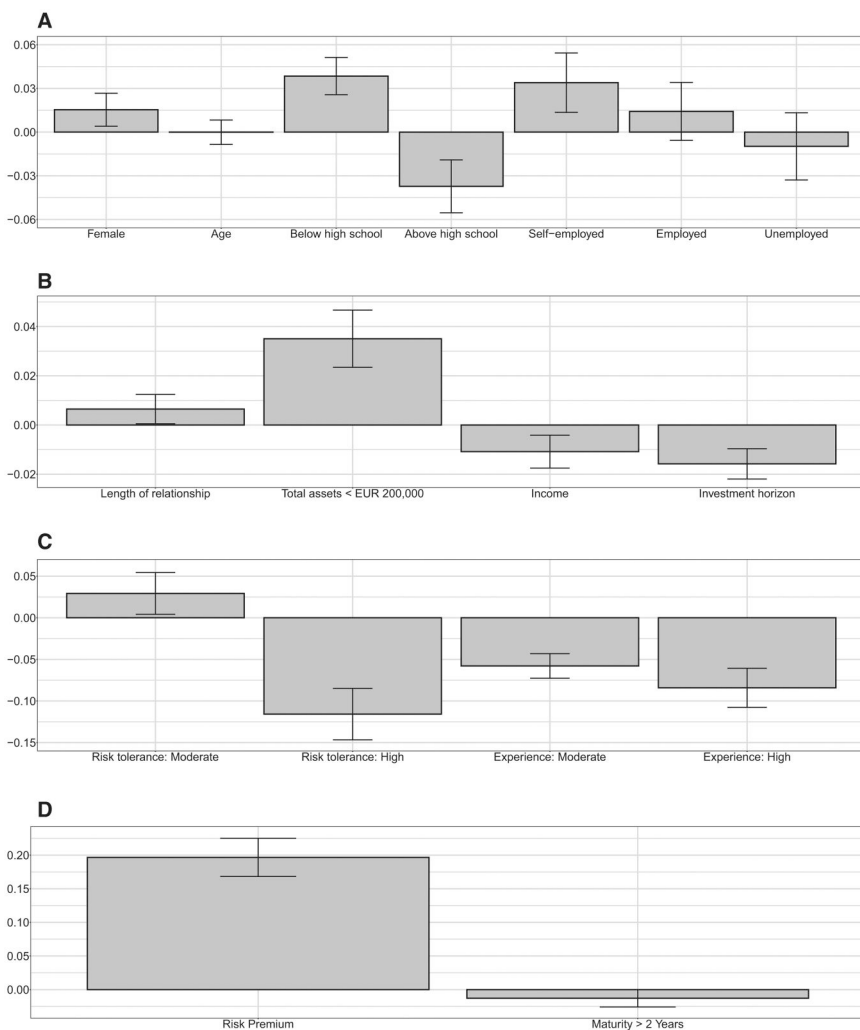 A
0.06
0.03
0.00
−0.03
−0.06
Female Age Below high school Above high school Self−employed Employed Unemployed
B
0.04
0.02
0.00
−0.02
Length of relationship Total assets < EUR 200,000 Income Investment horizon
C
0.05
0.00
−0.05
−0.10
−0.15
Risk tolerance: Moderate Risk tolerance: High Experience: Moderate Experience: High
D
0.20
0.15
0.10
0.05
0.00
Risk Premium Maturity > 2 Years